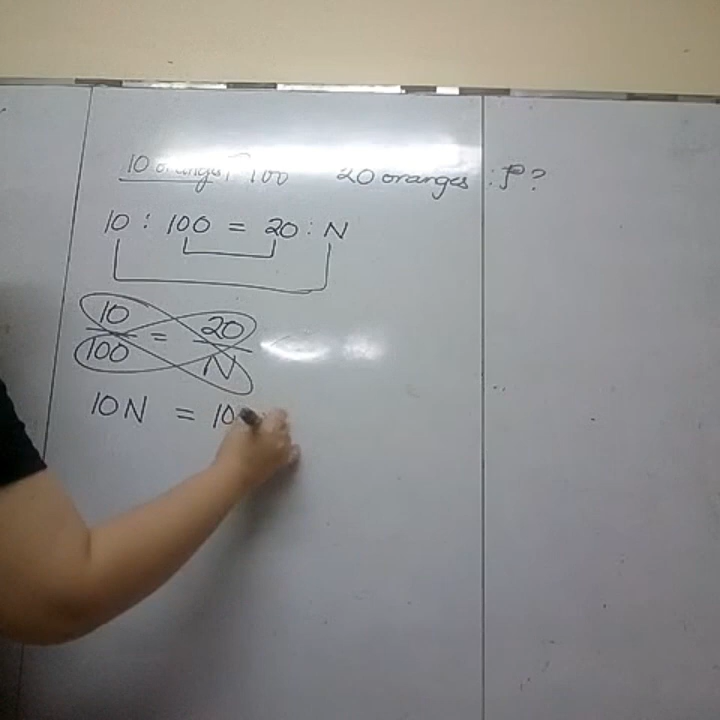 10 oranges ₱ 100 20 oranges : ₱ ?
10 : 100 = 20 : N
10/100 = 20/N
10N = 10